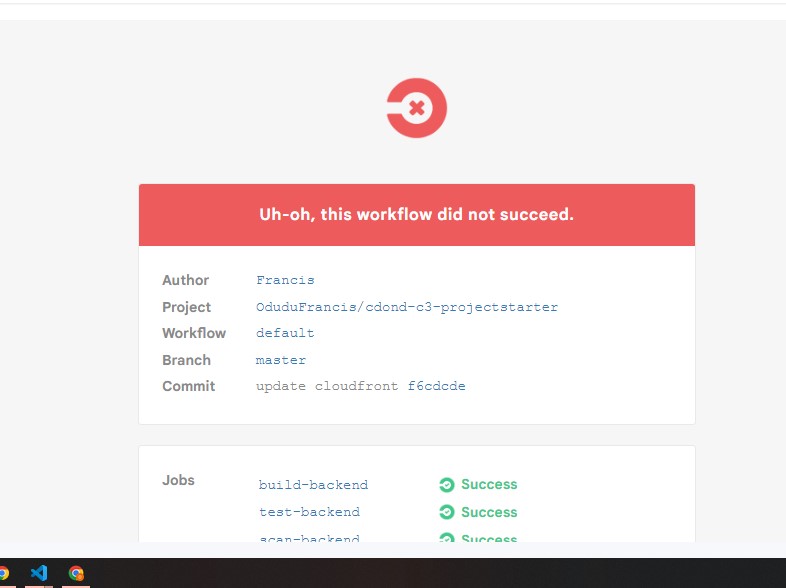 Uh-oh, this workflow did not succeed.
Author Francis
Project OduduFrancis/cdond-c3-projectstarter
Workflow default
Branch master
Commit update cloudfront f6cdcde
Jobs build-backend Success
test-backend Success
scan-backend Success